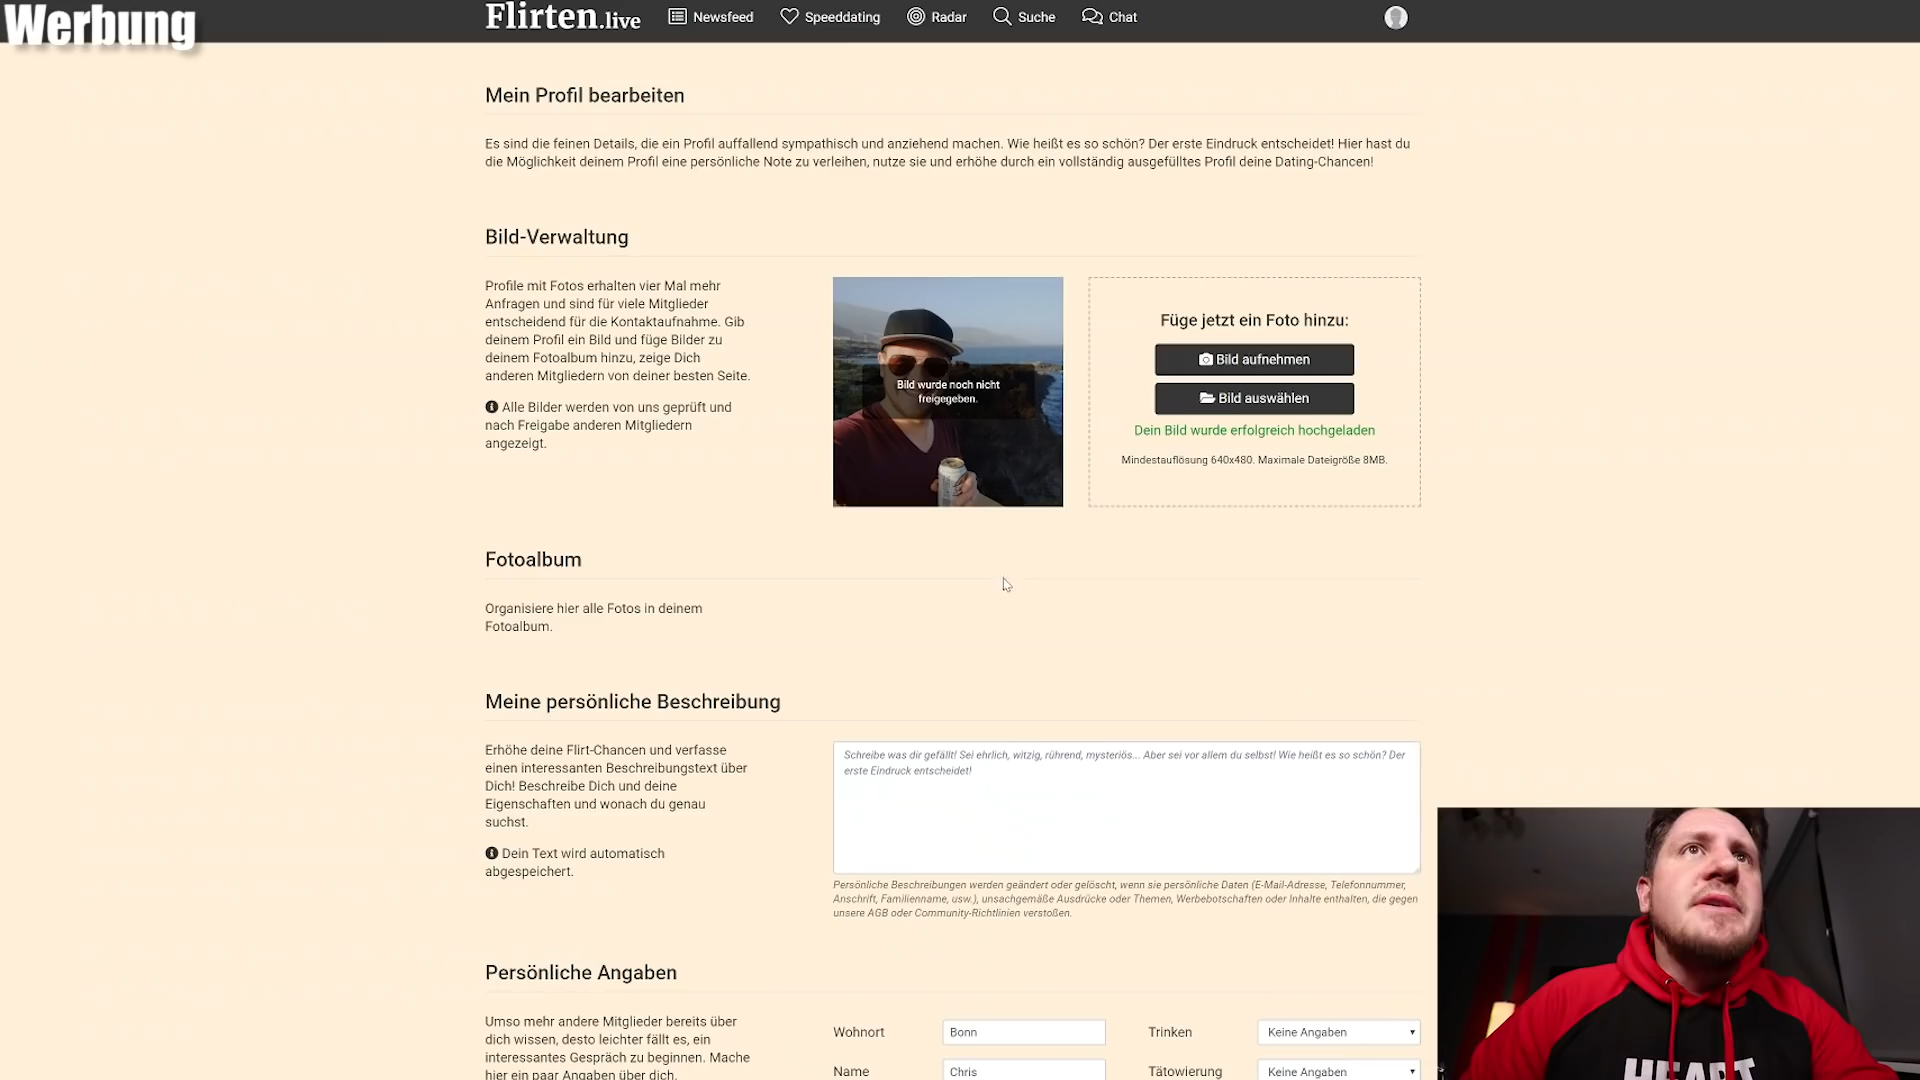 Werbung
Flirten.live
Newsfeed
Speeddating
Radar
Suche
Chat
Mein Profil bearbeiten
Es sind die feinen Details, die ein Profil auffallend sympathisch und anziehend machen. Wie heißt es so schön? Der erste Eindruck entscheidet! Hier hast du
die Möglichkeit deinem Profil eine persönliche Note zu verleihen, nutze sie und erhöhe durch ein vollständig ausgefülltes Profil deine Dating-Chancen!
Bild-Verwaltung
Profile mit Fotos erhalten vier Mal mehr
Anfragen und sind für viele Mitglieder
entscheidend für die Kontaktaufnahme. Gib
deinem Profil ein Bild und füge Bilder zu
deinem Fotoalbum hinzu, zeige Dich
anderen Mitgliedern von deiner besten Seite.
Alle Bilder werden von uns geprüft und
nach Freigabe anderen Mitgliedern
angezeigt.
Bild wurde noch nicht
freigegeben.
Füge jetzt ein Foto hinzu:
Bild aufnehmen
Bild auswählen
Dein Bild wurde erfolgreich hochgeladen
Mindestauflösung 640x480. Maximale Dateigröße 8MB.
Fotoalbum
Organisiere hier alle Fotos in deinem
Fotoalbum.
Meine persönliche Beschreibung
Erhöhe deine Flirt-Chancen und verfasse
einen interessanten Beschreibungstext über
Dich! Beschreibe Dich und deine
Eigenschaften und wonach du genau
suchst.
Dein Text wird automatisch
abgespeichert.
Schreibe was dir gefällt! Sei ehrlich, witzig, rührend, mysteriös... Aber sei vor allem du selbst! Wie heißt es so schön? Der
erste Eindruck entscheidet!
Persönliche Beschreibungen werden geändert oder gelöscht, wenn sie persönliche Daten (E-Mail-Adresse, Telefonnummer,
Anschrift, Familienname, usw.), unsachgemäße Ausdrücke oder Themen, Werbebotschaften oder Inhalte enthalten, die gegen
unsere AGB oder Community-Richtlinien verstoßen.
Persönliche Angaben
Umso mehr andere Mitglieder bereits über
dich wissen, desto leichter fällt es, ein
interessantes Gespräch zu beginnen. Mache
hier ein paar Angaben über dich.
Wohnort
Bonn
Trinken
Keine Angaben
Name
Chris
Tätowierung
Keine Angaben
HEART